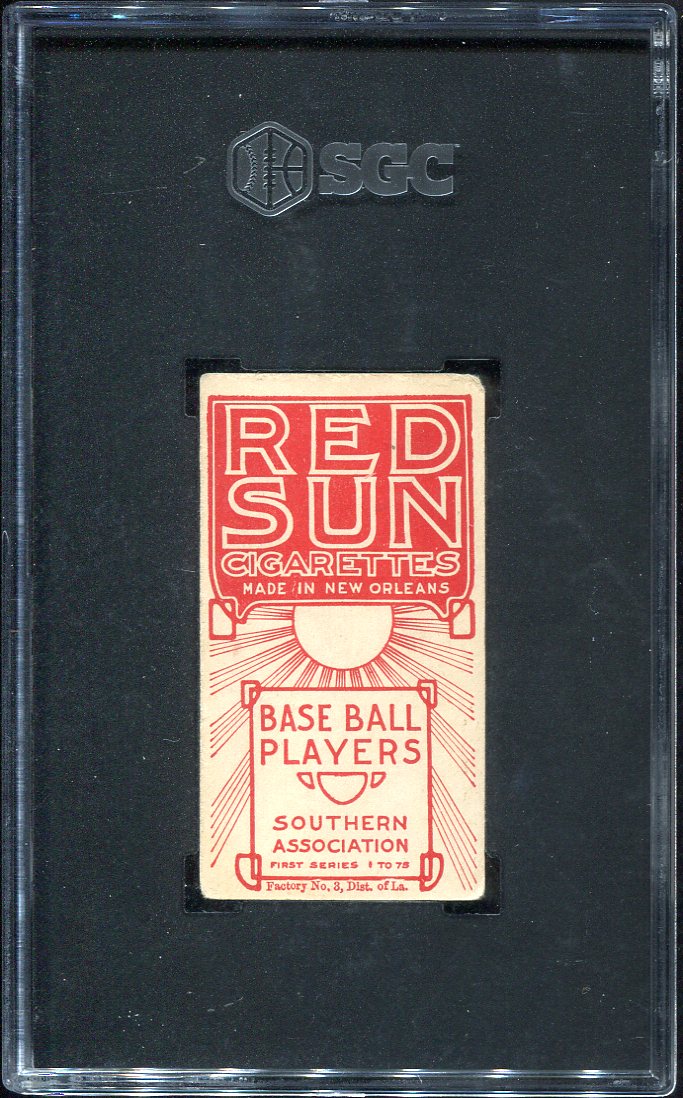 SGC
RED
SUN
CIGARETTES
MADE IN NEW ORLEANS
BASE BALL
PLAYERS
SOUTHERN
ASSOCIATION
FIRST SERIES 1 TO 75
Factory No. 3, Dist. of La.